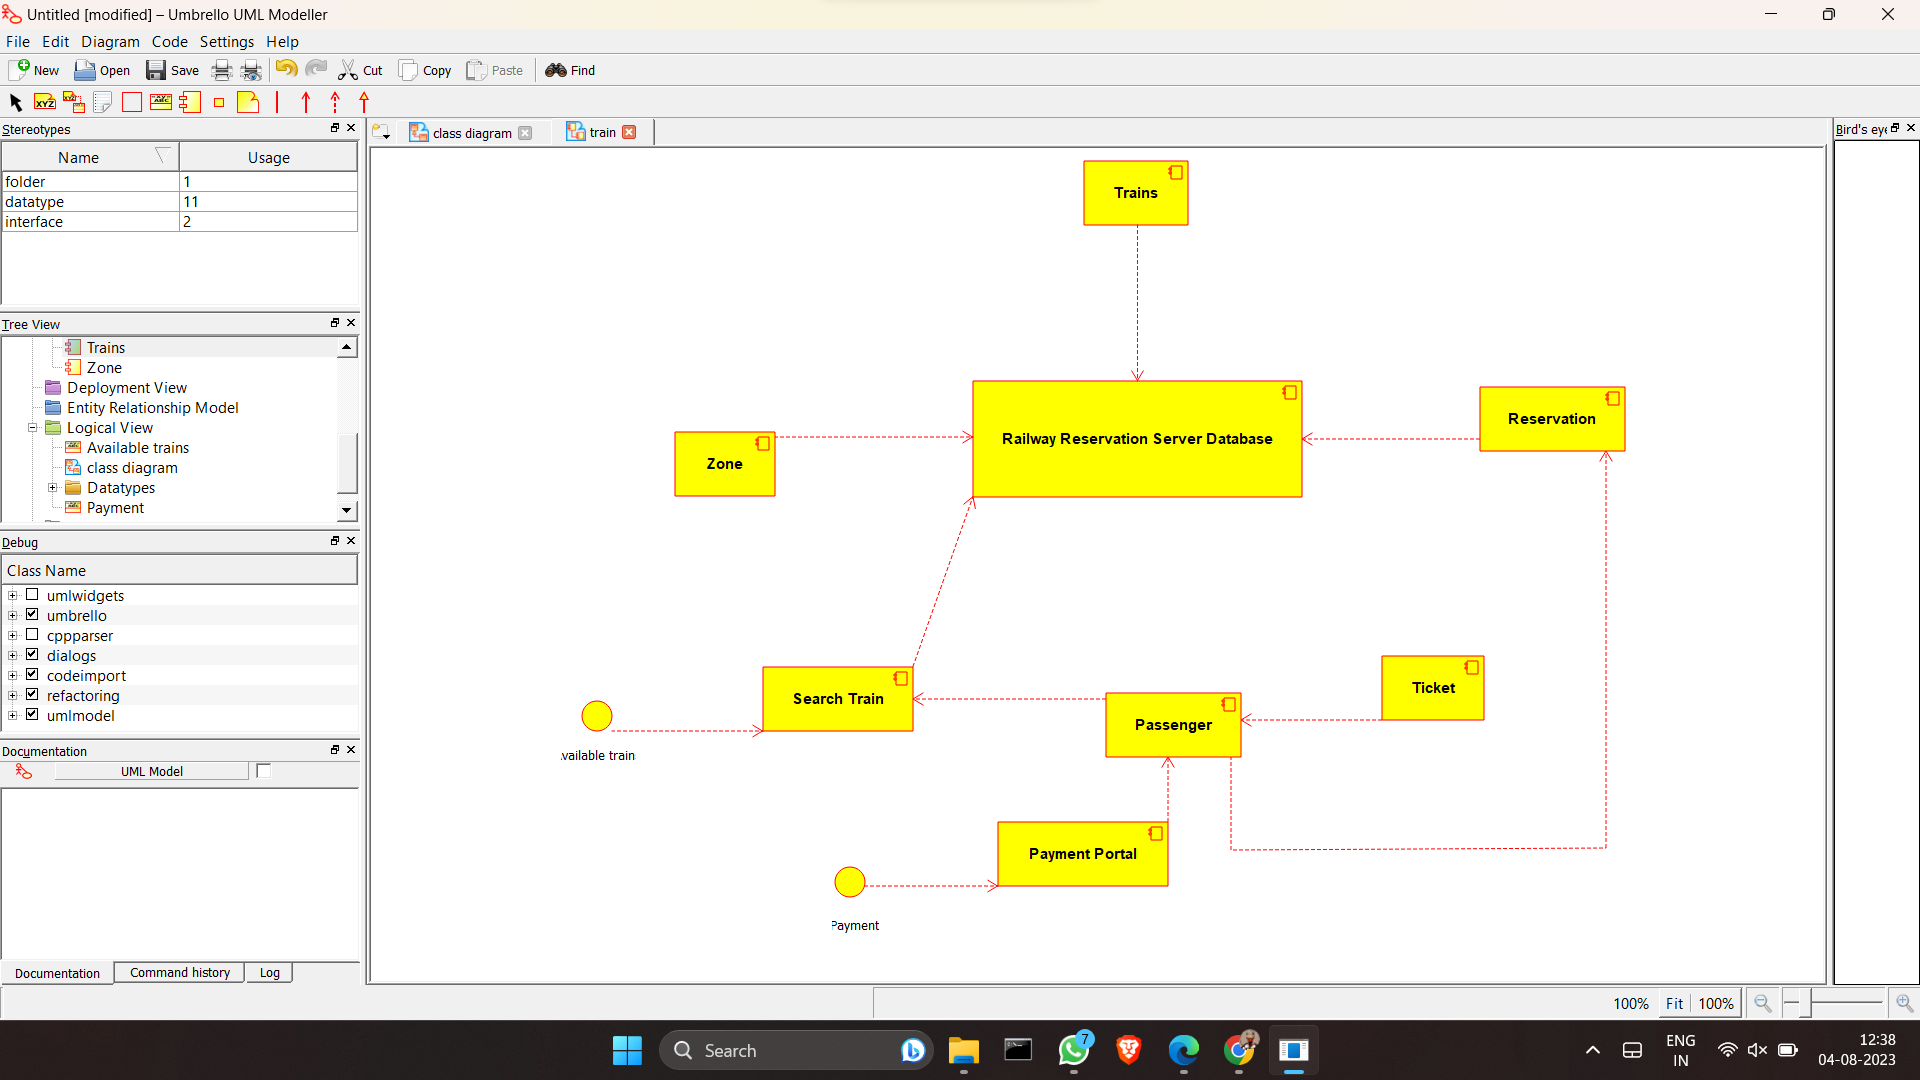 Untitled [modified] – Umbrello UML Modeller
File Edit Diagram Code Settings Help
New Open Save Cut Copy Paste Find
XYZ XYZ ABC
Stereotypes
Name Usage
folder 1
datatype 11
interface 2
Tree View
Trains
Zone
Deployment View
Entity Relationship Model
Logical View
Available trains
class diagram
Datatypes
Payment
Debug
Class Name
umlwidgets
umbrello
cppparser
dialogs
codeimport
refactoring
umlmodel
Documentation
UML Model
Documentation Command history Log
class diagram train
Trains
Railway Reservation Server Database
Reservation
Zone
Search Train
Passenger
Ticket
vailable train
Payment Portal
Payment
Bird's eye
100% Fit 100%
Search
7
ENG
IN
12:38
04-08-2023